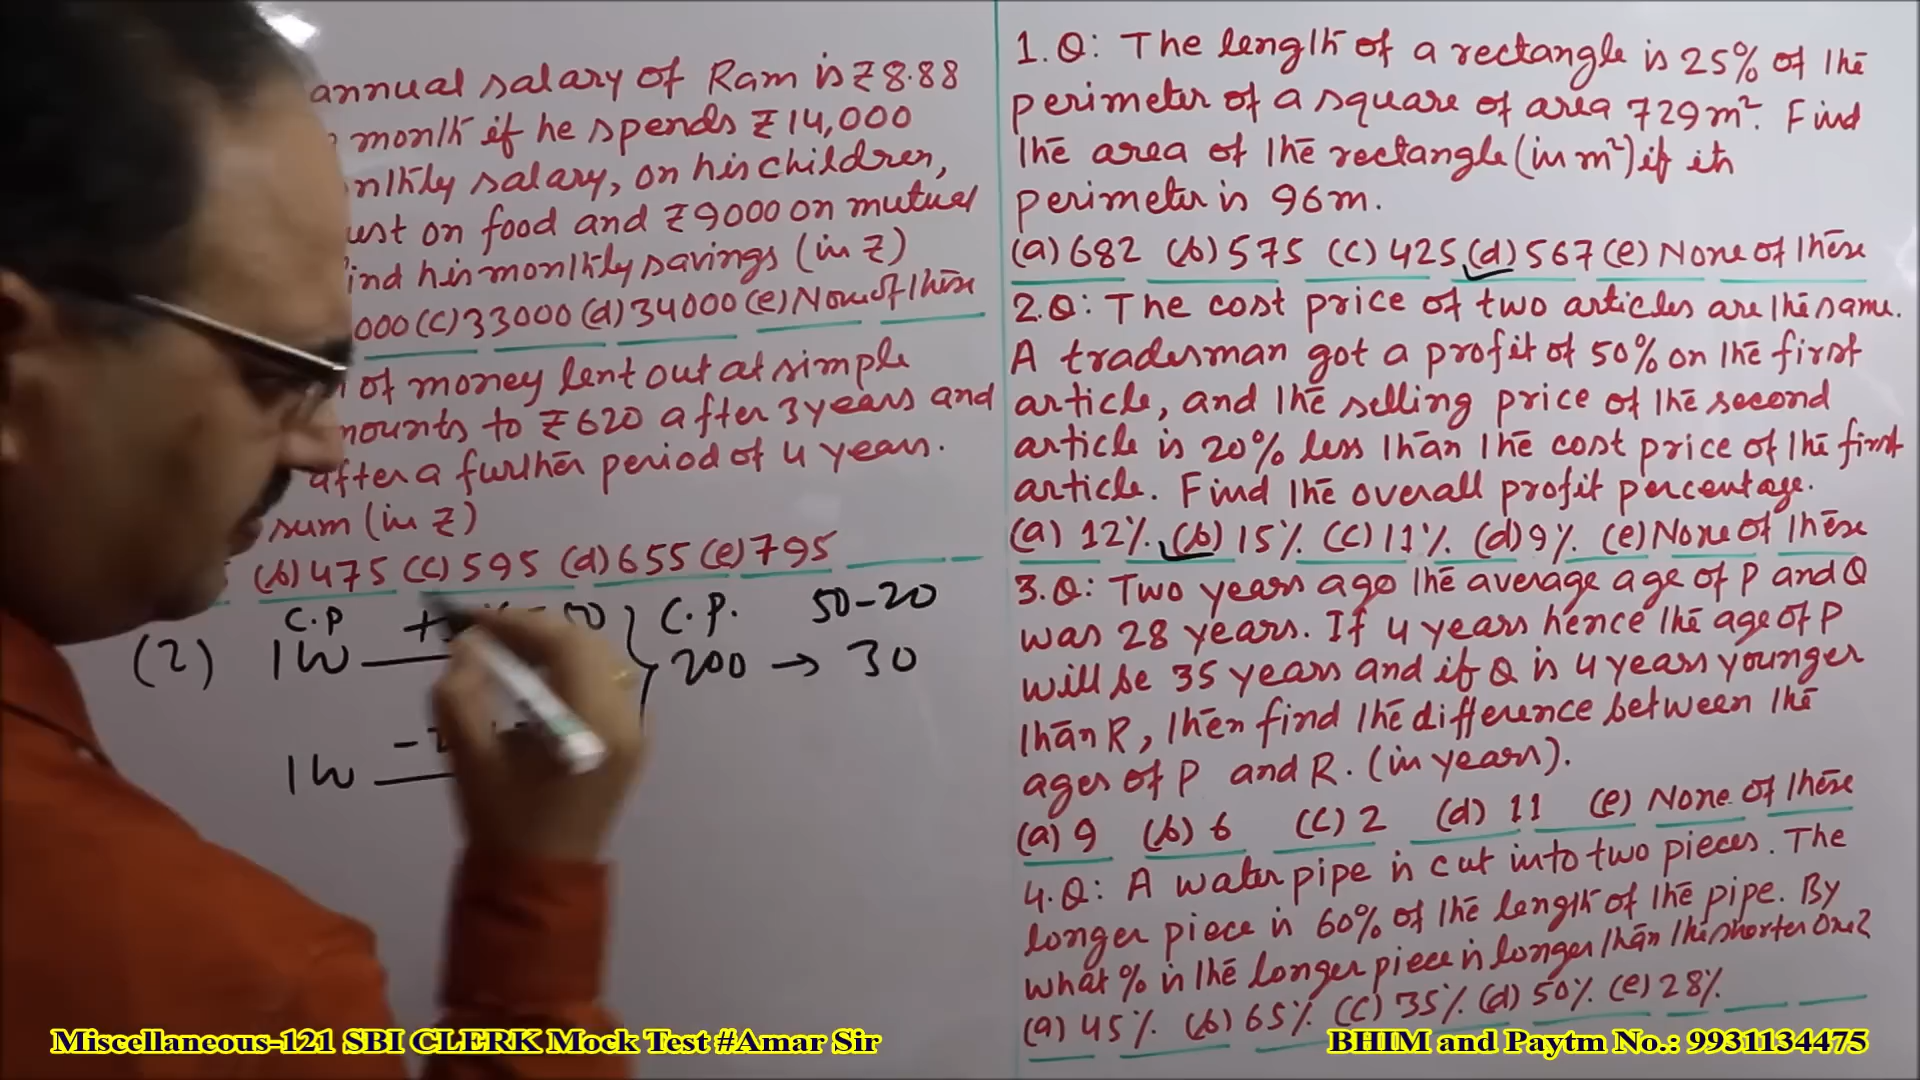 annual salary of Ram is ₹8.88
month if he spends ₹14,000
salary, on his children,
on food and ₹9000 on mutual
his monthly savings (in ₹)
(c) 33000 (d) 34000 (e) None of these
of money lent out at simple
to ₹620 after 3 years and
after a further period of 4 years.
sum (in ₹)
(b) 475 (c) 595 (d) 655 (e) 795
C.P C.P. 50-20
(2) 200 → 30
1.Q: The length of a rectangle is 25% of the
perimeter of a square of area 729m². Find
the area of the rectangle (in m²) if its
perimeter is 96m.
(a) 682 (b) 575 (c) 425 (d) 567 (e) None of these
2.Q: The cost price of two articles are the same.
A tradesman got a profit of 50% on the first
article, and the selling price of the second
article is 20% less than the cost price of the first
article. Find the overall profit percentage.
(a) 12% (b) 15% (c) 11% (d) 9% (e) None of these
3.Q: Two years ago the average age of P and Q
was 28 years. If 4 years hence the age of P
will be 35 years and if Q is 4 years younger
than R, then find the difference between the
ages of P and R. (in years).
(a) 9 (b) 6 (c) 2 (d) 11 (e) None of these
4.Q: A water pipe is cut into two pieces. The
longer piece is 60% of the length of the pipe. By
what % is the longer piece is longer than the shorter one?
(a) 45% (b) 65% (c) 35% (d) 50% (e) 28%
Miscellaneous-121 SBI CLERK Mock Test #Amar Sir
BHIM and Paytm No.: 9931134475